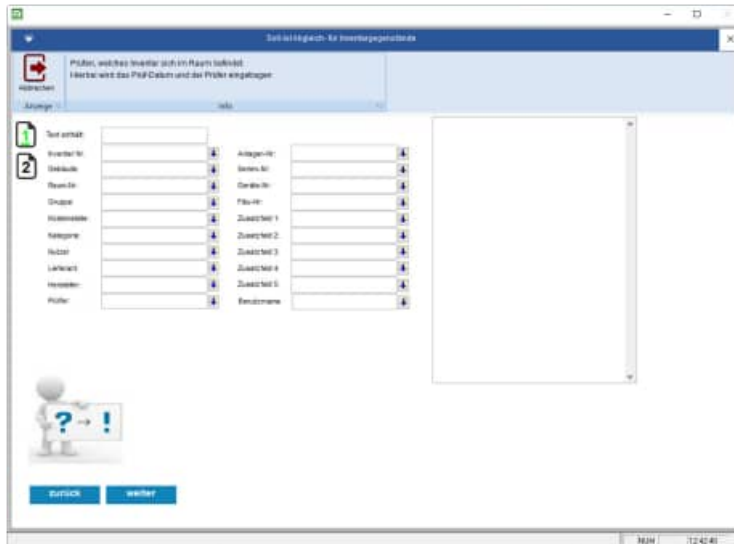 Soll-Ist-Abgleich- für Inventargegenstände
Prüfen, welches Inventar sich im Raum befindet.
Hierbei wird das Prüf-Datum und der Prüfer eingetragen
Abbrechen
Anzeige
Info
1
Text enthält:
2
Inventar Nr.
Anlagen-Nr:
Gebäude:
Serien-Nr:
Raum-Nr:
Geräte-Nr:
Gruppe:
Fibu-Nr:
Kostenstelle:
Zusatzfeld 1:
Kategorie:
Zusatzfeld 2:
Nutzer:
Zusatzfeld 3:
Lieferant:
Zusatzfeld 4:
Hersteller:
Zusatzfeld 5:
Prüfer:
Benutzername
? → !
zurück
weiter
NUM